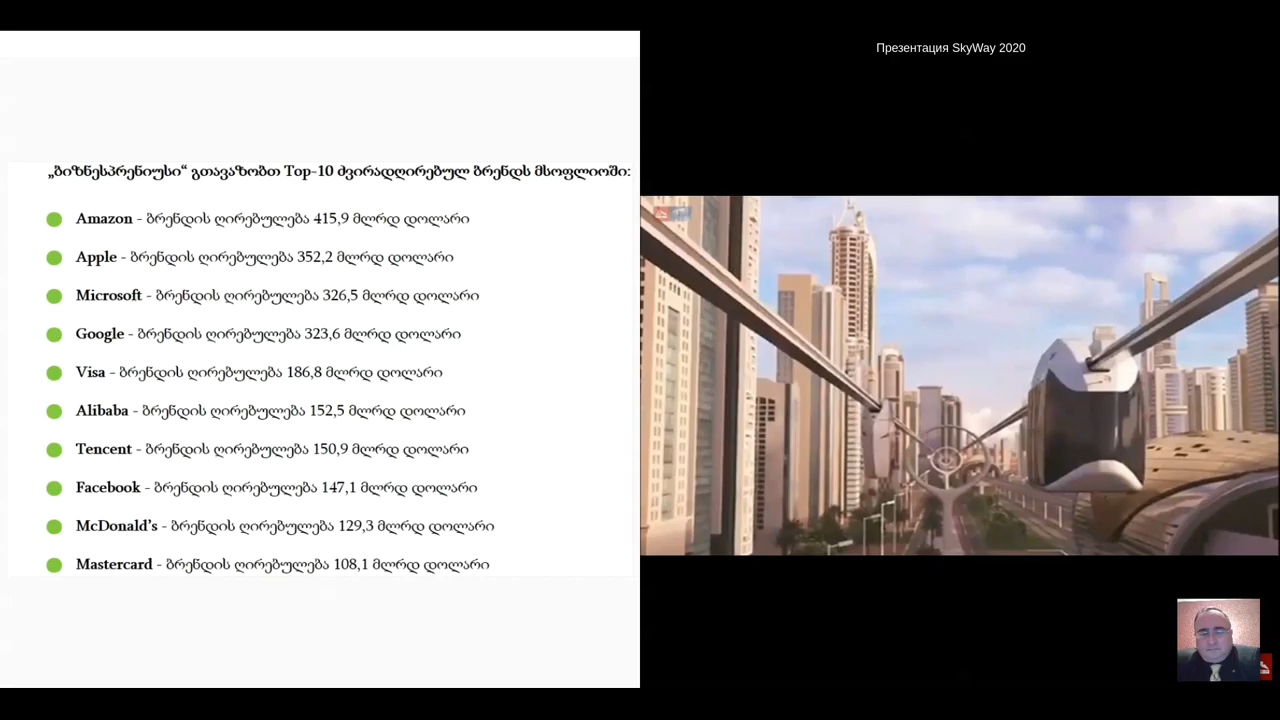 „ბიზნესპრენიუსი“ გთავაზობთ Top-10 ძვირადღირებულ ბრენდს მსოფლიოში:
Amazon - ბრენდის ღირებულება 415,9 მლრდ დოლარი
Apple - ბრენდის ღირებულება 352,2 მლრდ დოლარი
Microsoft - ბრენდის ღირებულება 326,5 მლრდ დოლარი
Google - ბრენდის ღირებულება 323,6 მლრდ დოლარი
Visa - ბრენდის ღირებულება 186,8 მლრდ დოლარი
Alibaba - ბრენდის ღირებულება 152,5 მლრდ დოლარი
Tencent - ბრენდის ღირებულება 150,9 მლრდ დოლარი
Facebook - ბრენდის ღირებულება 147,1 მლრდ დოლარი
McDonald’s - ბრენდის ღირებულება 129,3 მლრდ დოლარი
Mastercard - ბრენდის ღირებულება 108,1 მლრდ დოლარი
Презентация SkyWay 2020